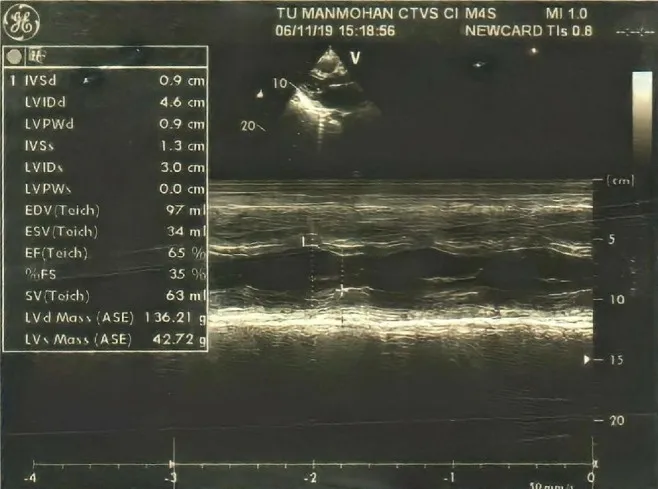 TU MANMOHAN CTVS CI M4S MI 1.0
06/11/19 15:18:56 NEWCARD TIs 0.8
1 IVSd 0.9 cm
LVIDd 4.6 cm
LVPWd 0.9 cm
IVSs 1.3 cm
LVIDs 3.0 cm
LVPWs 0.0 cm
EDV(Teich) 97 ml
ESV(Teich) 34 ml
EF(Teich) 65 %
%FS 35 %
SV(Teich) 63 ml
LVd Mass (ASE) 136.21 g
LVs Mass (ASE) 42.72 g
V
10
20
[cm]
5
10
15
20
-4 -3 -2 -1 0
50 mm/s